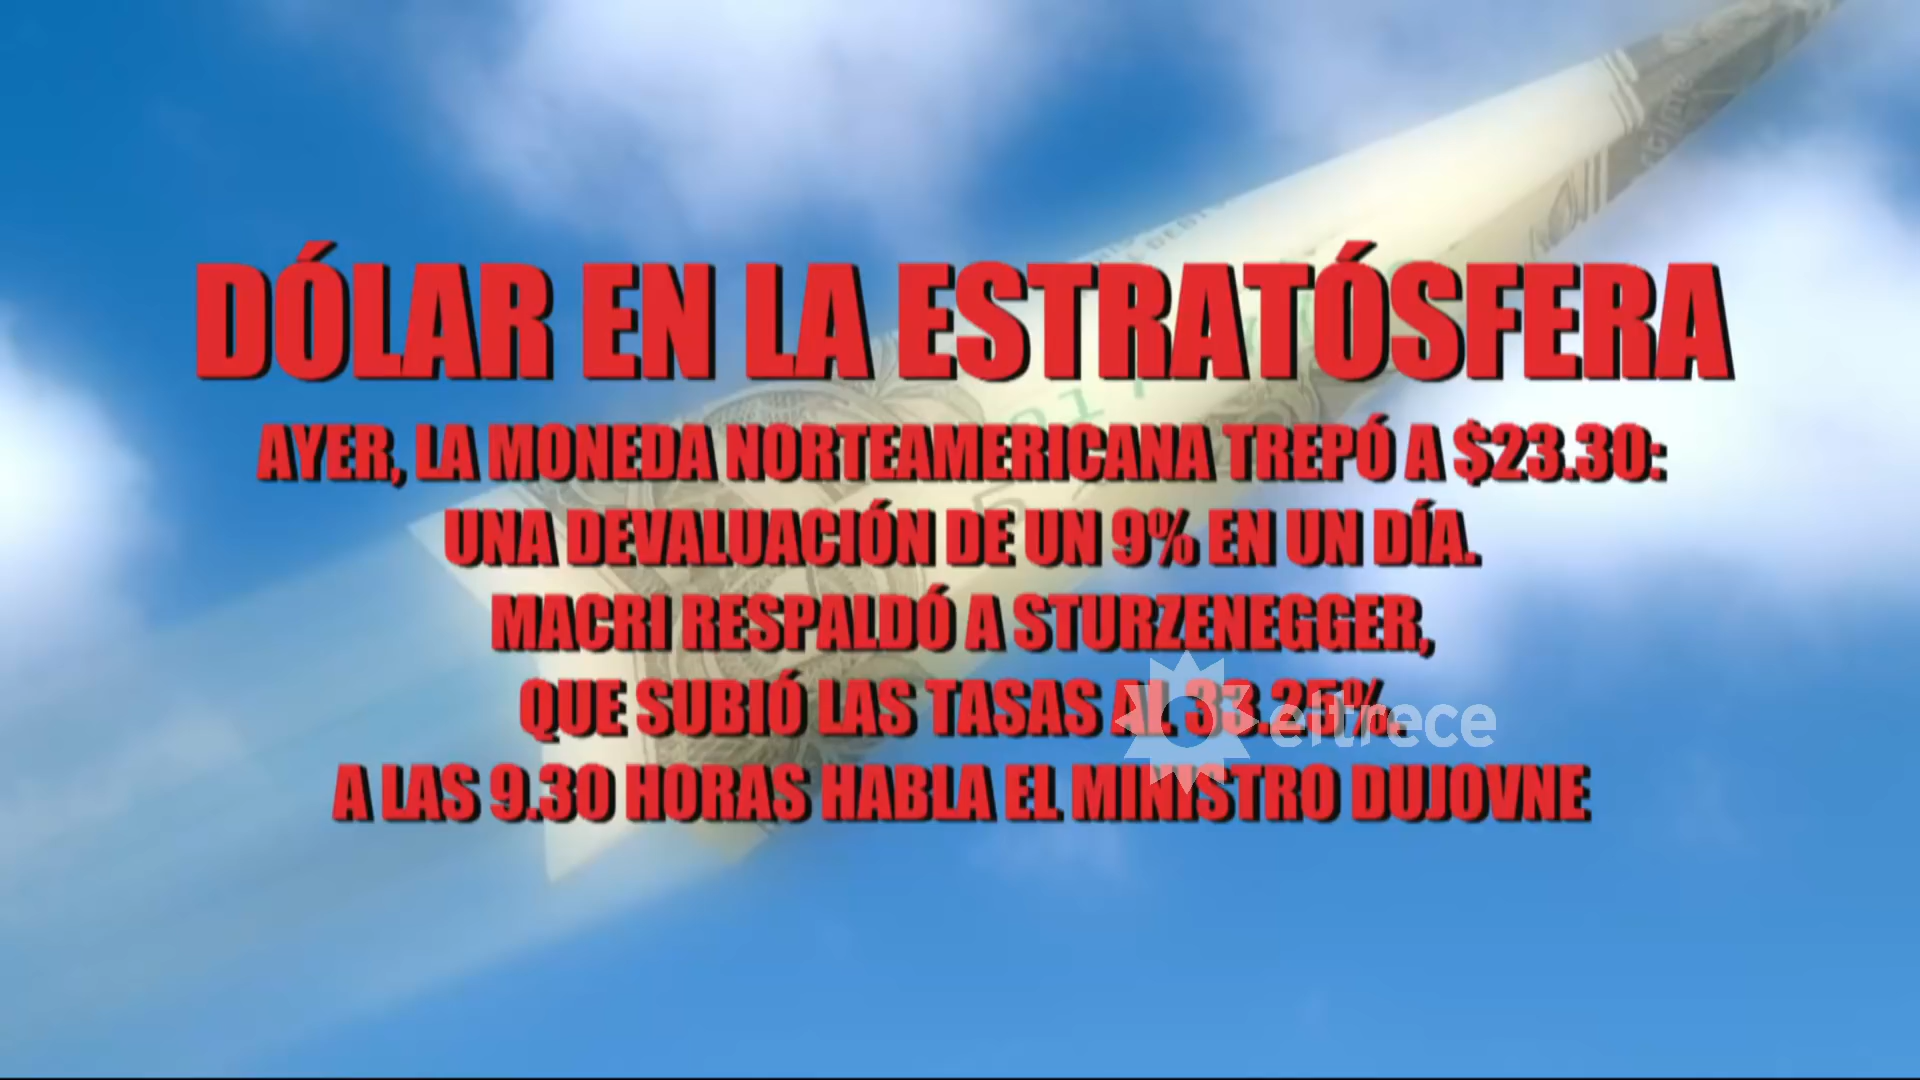 DÓLAR EN LA ESTRATÓSFERA
AYER, LA MONEDA NORTEAMERICANA TREPÓ A $23.30:
UNA DEVALUACIÓN DE UN 9% EN UN DÍA.
MACRI RESPALDÓ A STURZENEGGER,
QUE SUBIÓ LAS TASAS AL 33.25%.
eltrece
A LAS 9.30 HORAS HABLA EL MINISTRO DUJOVNE